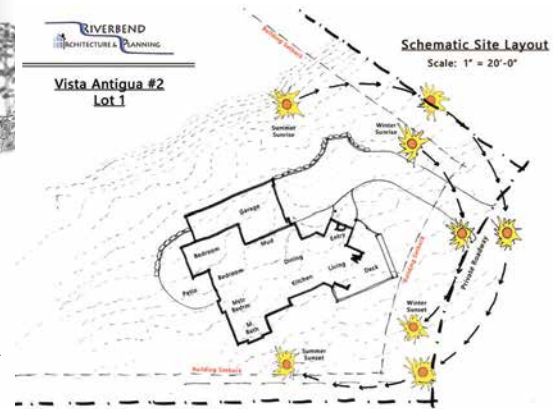 RIVERBEND
ARCHITECTURE & PLANNING
Vista Antigua #2
Lot 1
Schematic Site Layout
Scale: 1" = 20'-0"
Building Setback
Summer
Sunrise
Winter
Sunrise
Garage
Bedroom
Mud
Entry
Bedroom
Dining
Living
Deck
Kitchen
Patio
Mstr
Bedrm
M.
Bath
Building Setback
Private Roadway
Winter
Sunset
Summer
Sunset
Building Setback